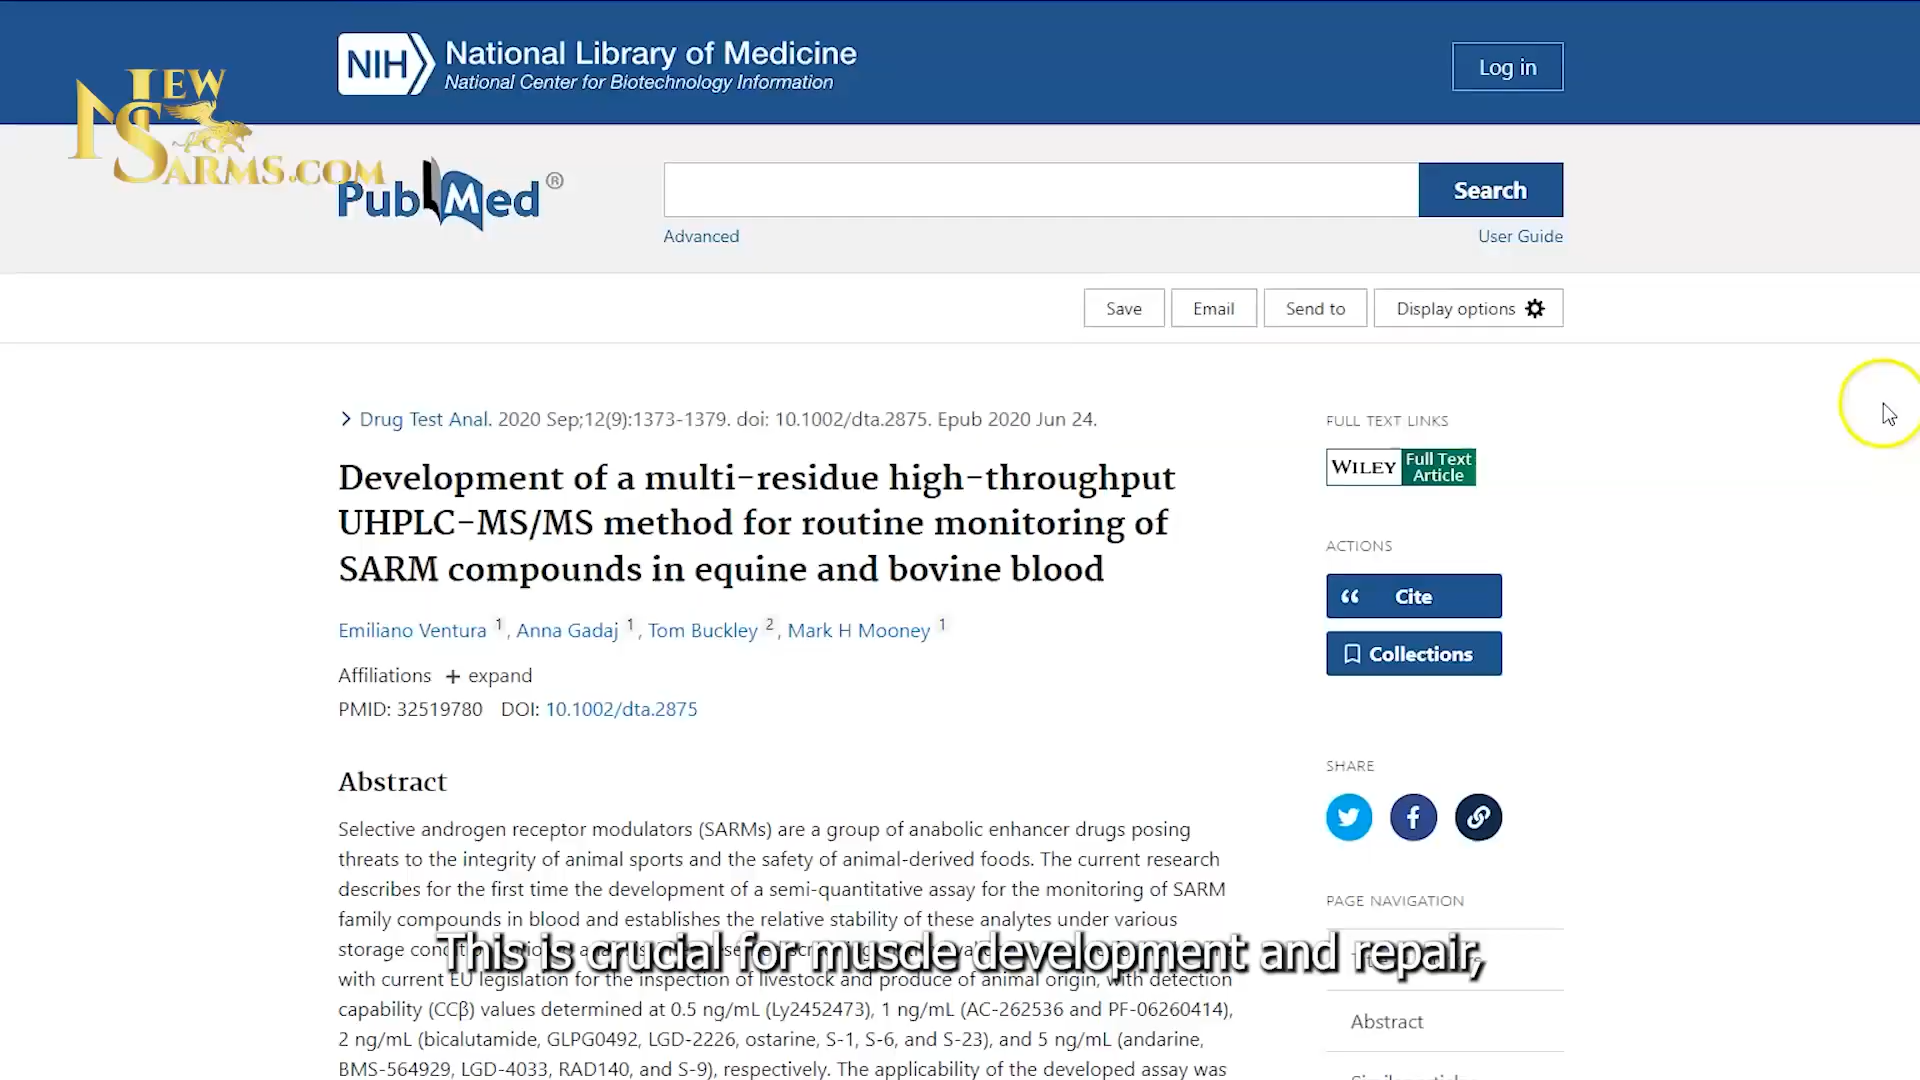 NIH National Library of Medicine
National Center for Biotechnology Information
Log in
NEW
SARMS.COM
PubMed®
Search
Advanced
User Guide
Save
Email
Send to
Display options
Drug Test Anal. 2020 Sep;12(9):1373-1379. doi: 10.1002/dta.2875. Epub 2020 Jun 24.
Development of a multi-residue high-throughput
UHPLC-MS/MS method for routine monitoring of
SARM compounds in equine and bovine blood
Emiliano Ventura 1, Anna Gadaj 1, Tom Buckley 2, Mark H Mooney 1
Affiliations + expand
PMID: 32519780 DOI: 10.1002/dta.2875
Abstract
Selective androgen receptor modulators (SARMs) are a group of anabolic enhancer drugs posing
threats to the integrity of animal sports and the safety of animal-derived foods. The current research
describes for the first time the development of a semi-quantitative assay for the monitoring of SARM
family compounds in blood and establishes the relative stability of these analytes under various
storage
This is crucial for muscle development and repair,
with current EU legislation for the inspection of livestock and produce of animal origin, with detection
capability (CCβ) values determined at 0.5 ng/mL (Ly2452473), 1 ng/mL (AC-262536 and PF-06260414),
2 ng/mL (bicalutamide, GLPG0492, LGD-2226, ostarine, S-1, S-6, and S-23), and 5 ng/mL (andarine,
BMS-564929, LGD-4033, RAD140, and S-9), respectively. The applicability of the developed assay was
FULL TEXT LINKS
WILEY Full Text
Article
ACTIONS
Cite
Collections
SHARE
PAGE NAVIGATION
Abstract